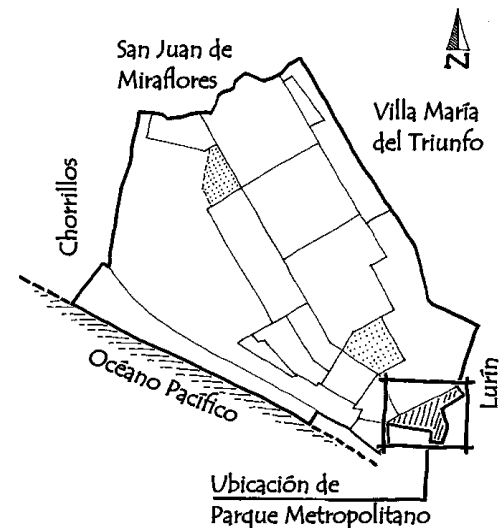 San Juan de
Miraflores
N
Villa María
del Triunfo
Chorrillos
Océano Pacífico
Lurín
Ubicación de
Parque Metropolitano